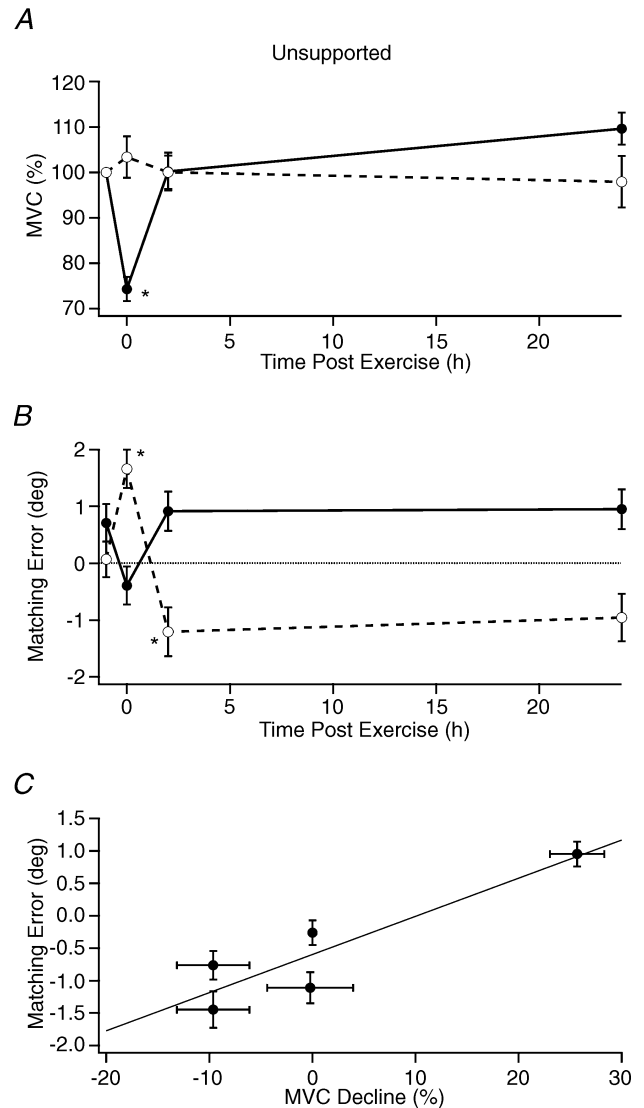 A
Unsupported
120
110
100
90
80
70
MVC (%)
*
0 5 10 15 20
Time Post Exercise (h)
B
2
1
0
-1
-2
Matching Error (deg)
*
*
0 5 10 15 20
Time Post Exercise (h)
C
1.5
1.0
0.5
0.0
-0.5
-1.0
-1.5
-2.0
Matching Error (deg)
-20 -10 0 10 20 30
MVC Decline (%)